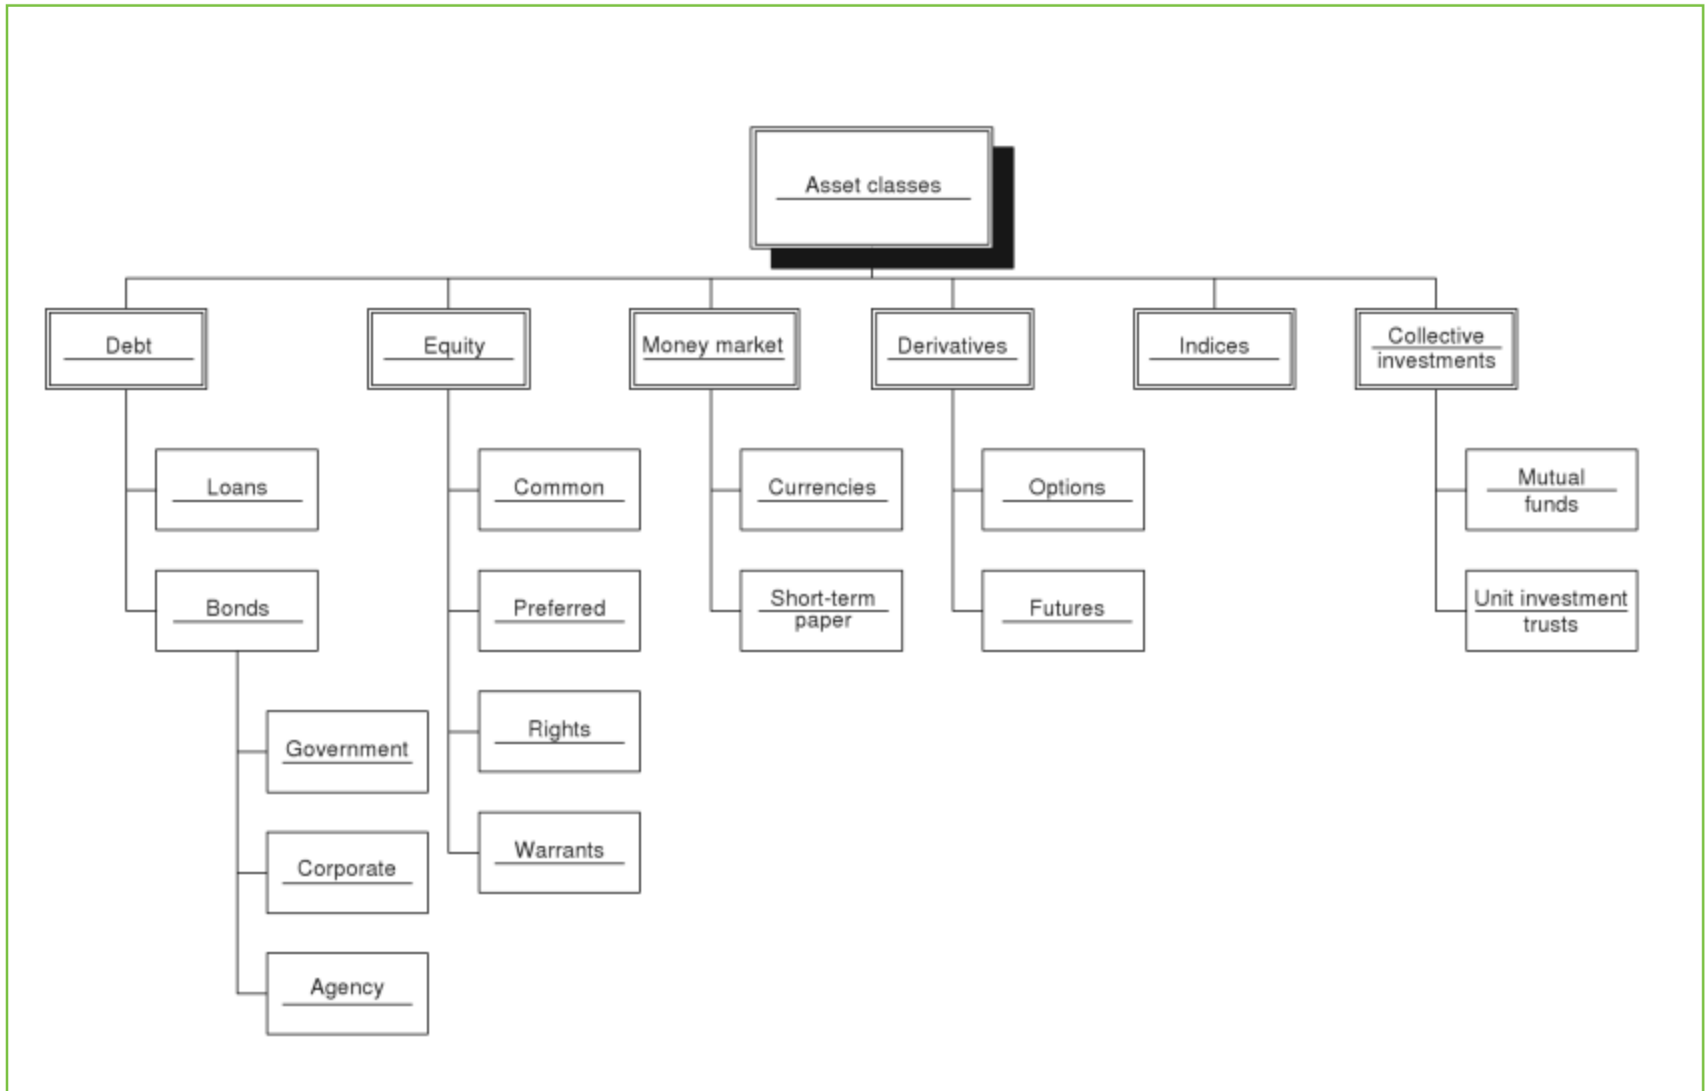 Asset classes
Debt
Equity
Money market
Derivatives
Indices
Collective
investments
Loans
Common
Currencies
Options
Mutual
funds
Bonds
Preferred
Short-term
paper
Futures
Unit investment
trusts
Government
Rights
Corporate
Warrants
Agency